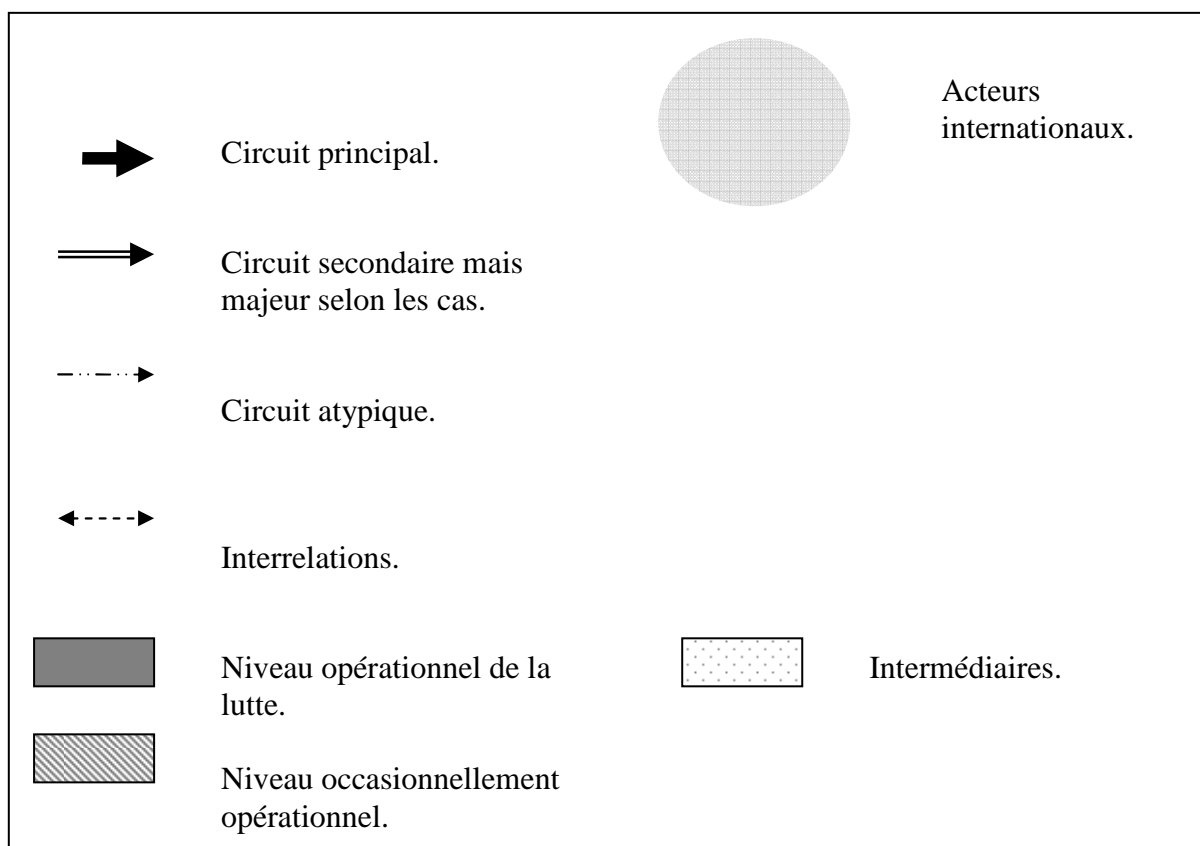 Acteurs
internationaux.
Circuit principal.
Circuit secondaire mais
majeur selon les cas.
Circuit atypique.
Interrelations.
Niveau opérationnel de la
lutte.
Intermédiaires.
Niveau occasionnellement
opérationnel.